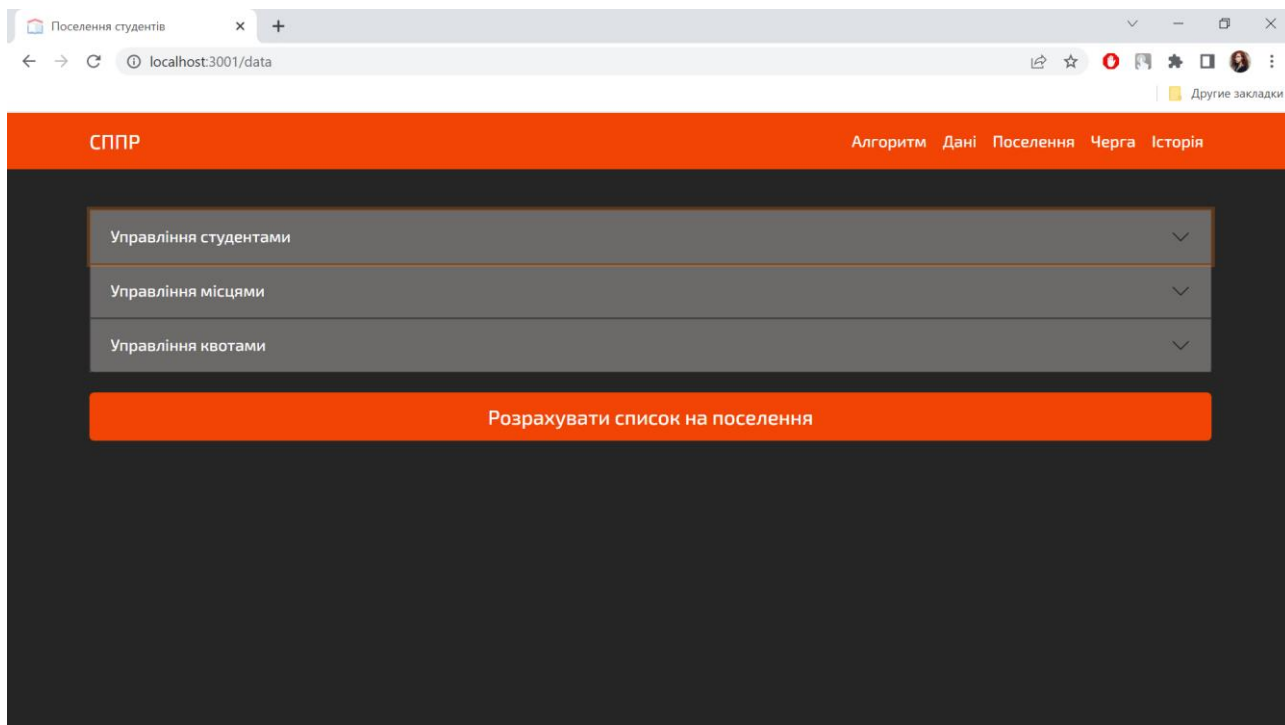 Поселення студентів
localhost:3001/data
Другие закладки
СППР
Алгоритм Дані Поселення Черга Історія
Управління студентами
Управління місцями
Управління квотами
Розрахувати список на поселення